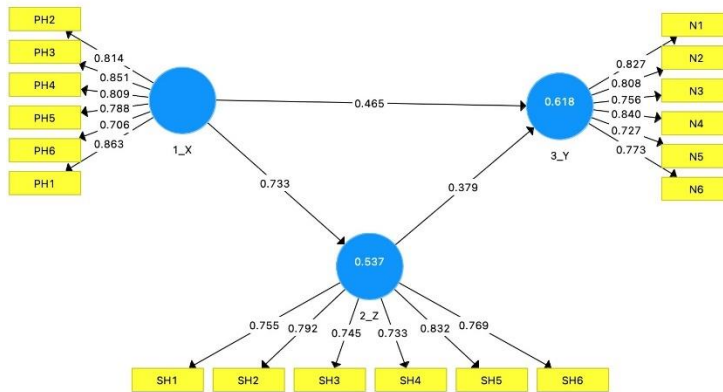 PH2
PH3
PH4
PH5
PH6
PH1
0.814
0.851
0.809
0.788
0.706
0.863
1_X
0.465
0.733
0.379
0.618
3_Y
0.827
0.808
0.756
0.840
0.727
0.773
N1
N2
N3
N4
N5
N6
0.537
2_Z
0.755
0.792
0.745
0.733
0.832
0.769
SH1
SH2
SH3
SH4
SH5
SH6